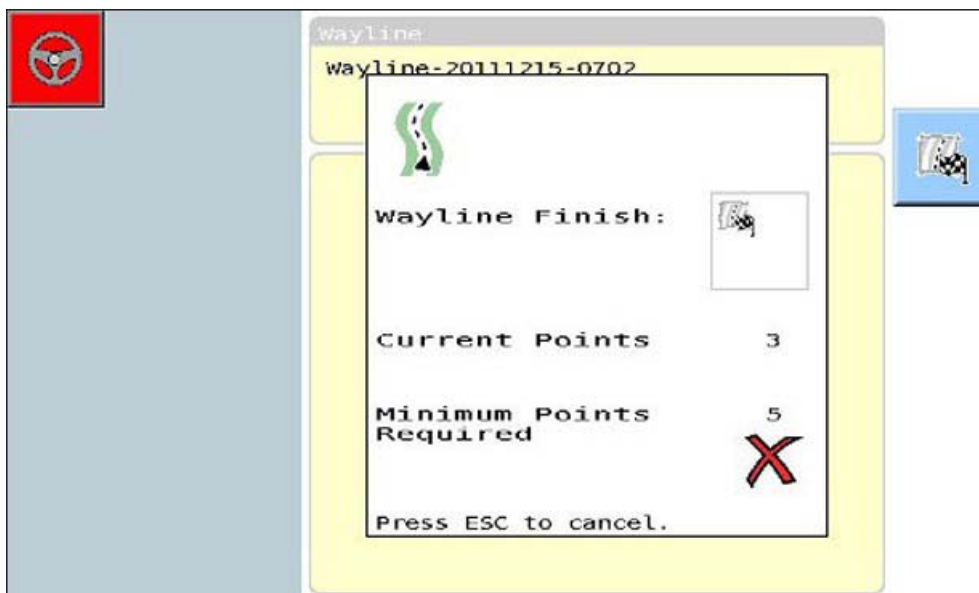 Wayline
Wayline-20111215-0702
Wayline Finish:
Current Points 3
Minimum Points 5
Required
Press ESC to cancel.